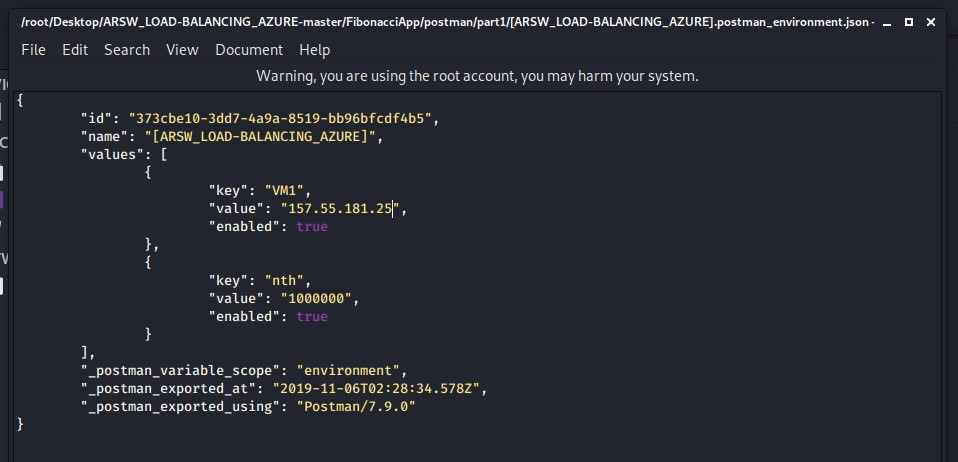 /root/Desktop/ARSW_LOAD-BALANCING_AZURE-master/FibonacciApp/postman/part1/[ARSW_LOAD-BALANCING_AZURE].postman_environment.json -
File Edit Search View Document Help
Warning, you are using the root account, you may harm your system.
{
"id": "373cbe10-3dd7-4a9a-8519-bb96bfcdf4b5",
"name": "[ARSW_LOAD-BALANCING_AZURE]",
"values": [
{
"key": "VM1",
"value": "157.55.181.25",
"enabled": true
},
{
"key": "nth",
"value": "1000000",
"enabled": true
}
],
"_postman_variable_scope": "environment",
"_postman_exported_at": "2019-11-06T02:28:34.578Z",
"_postman_exported_using": "Postman/7.9.0"
}